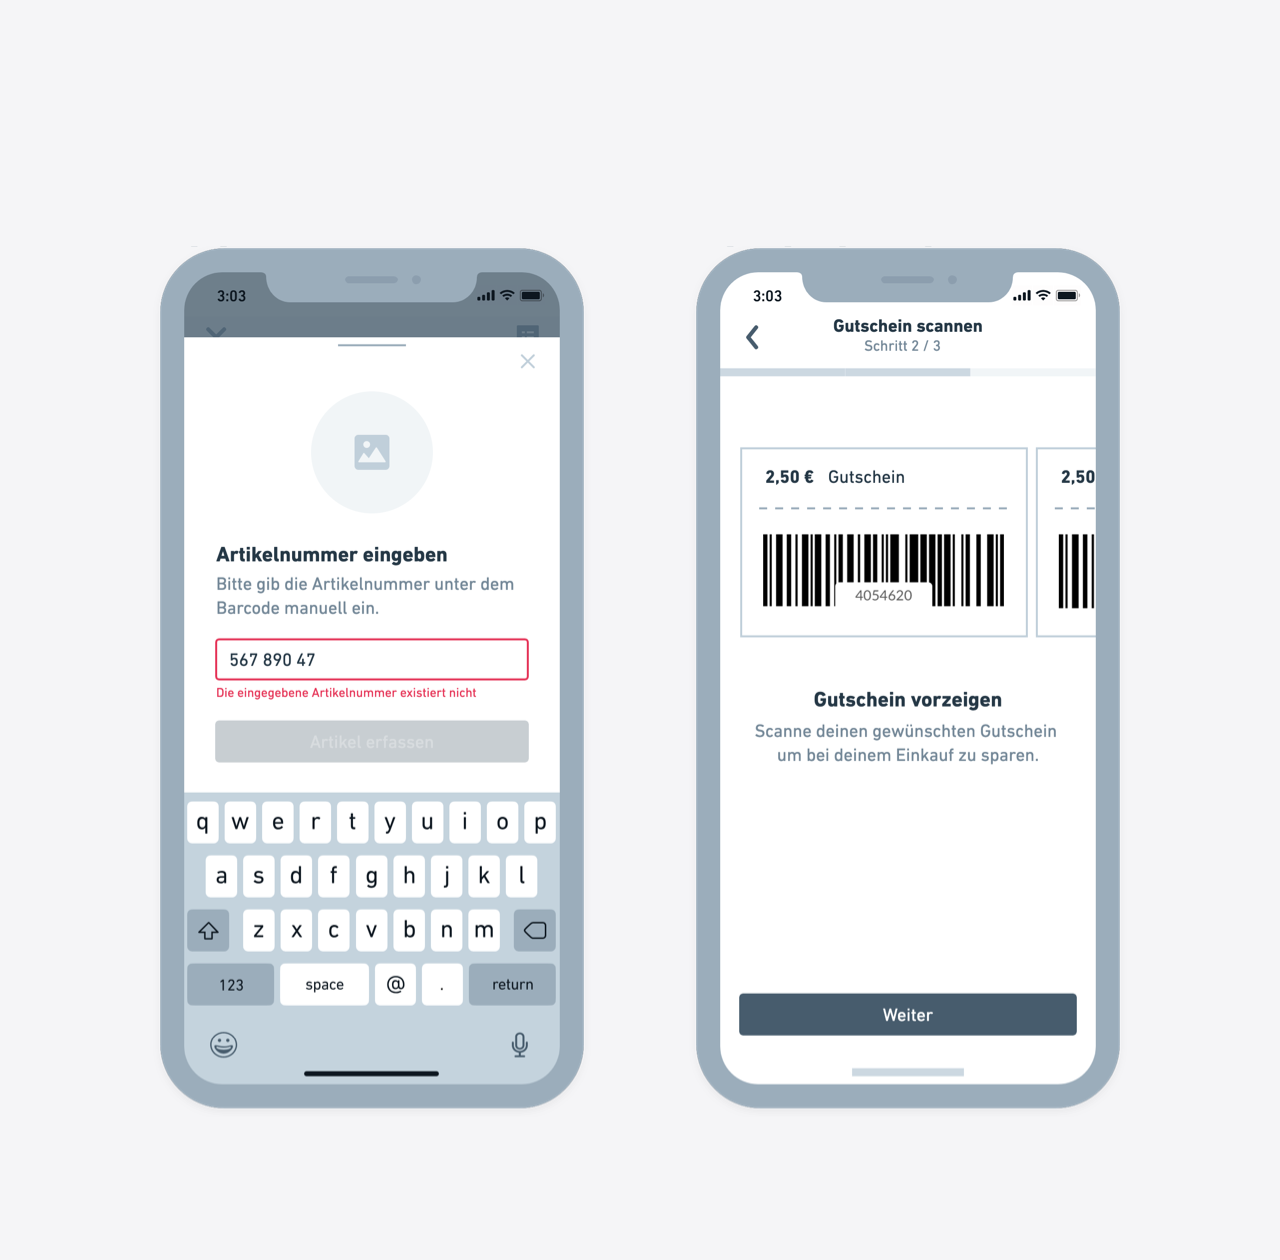 3:03
Artikelnummer eingeben
Bitte gib die Artikelnummer unter dem
Barcode manuell ein.
567 890 47
Die eingegebene Artikelnummer existiert nicht
Artikel erfassen
q w e r t y u i o p
a s d f g h j k l
z x c v b n m
123 space @ . return
3:03
Gutschein scannen
Schritt 2 / 3
2,50 € Gutschein
2,50
4054620
Gutschein vorzeigen
Scanne deinen gewünschten Gutschein
um bei deinem Einkauf zu sparen.
Weiter